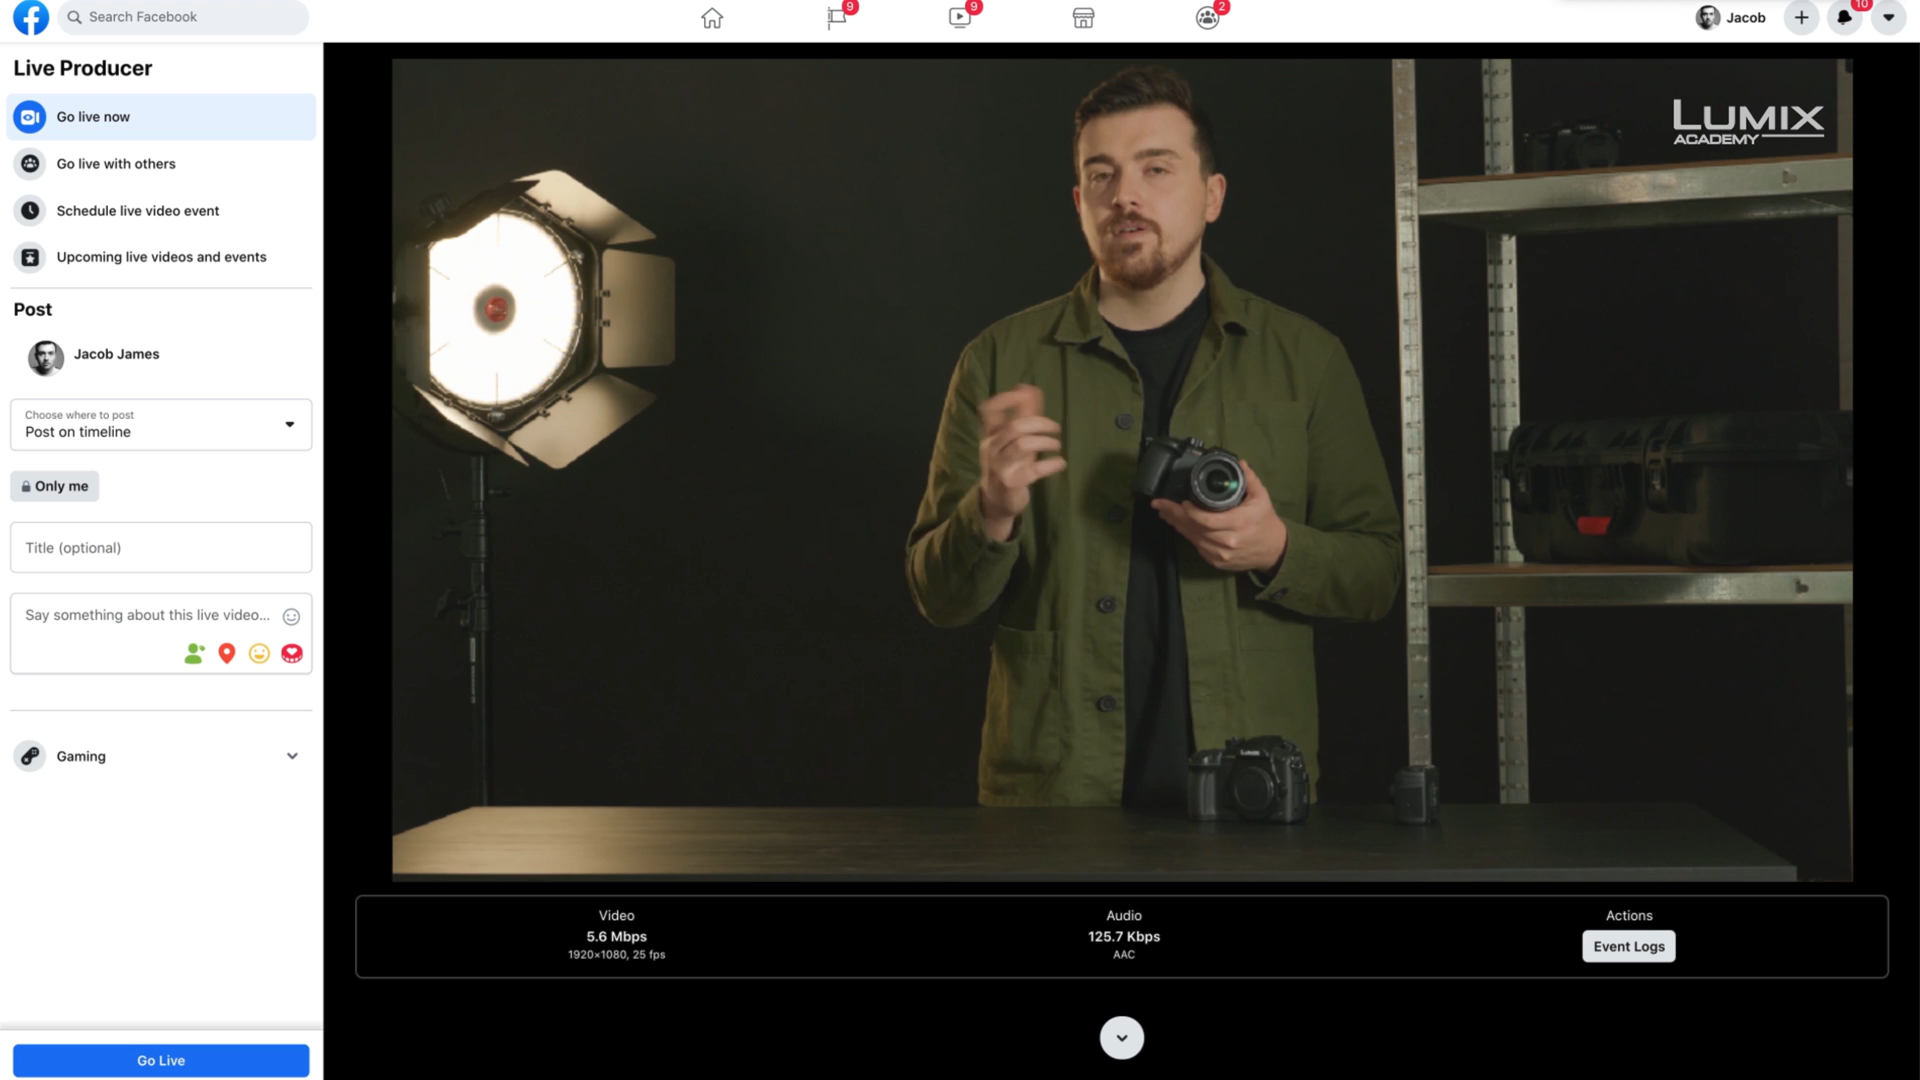 Search Facebook
9
9
2
Jacob
10
Live Producer
Go live now
Go live with others
Schedule live video event
Upcoming live videos and events
Post
Jacob James
Choose where to post
Post on timeline
Only me
Title (optional)
Say something about this live video...
Gaming
Go Live
LUMIX
ACADEMY
LUMIX
Video
5.6 Mbps
1920×1080, 25 fps
Audio
125.7 Kbps
AAC
Actions
Event Logs